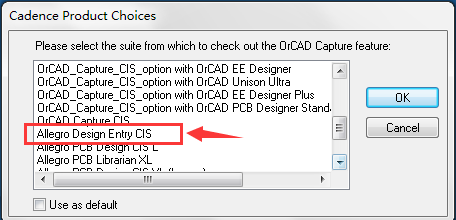 Cadence Product Choices
Please select the suite from which to check out the OrCAD Capture feature:
OrCAD_Capture_CIS_option with OrCAD EE Designer
OrCAD_Capture_CIS_option with OrCAD Unison Ultra
OrCAD_Capture_CIS_option with OrCAD EE Designer Plus
OrCAD_Capture_CIS_option with OrCAD PCB Designer Standa
OrCAD Capture CIS
Allegro Design Entry CIS
Allegro PCB Design CIS L
Allegro PCB Librarian XL
OK
Cancel
Use as default